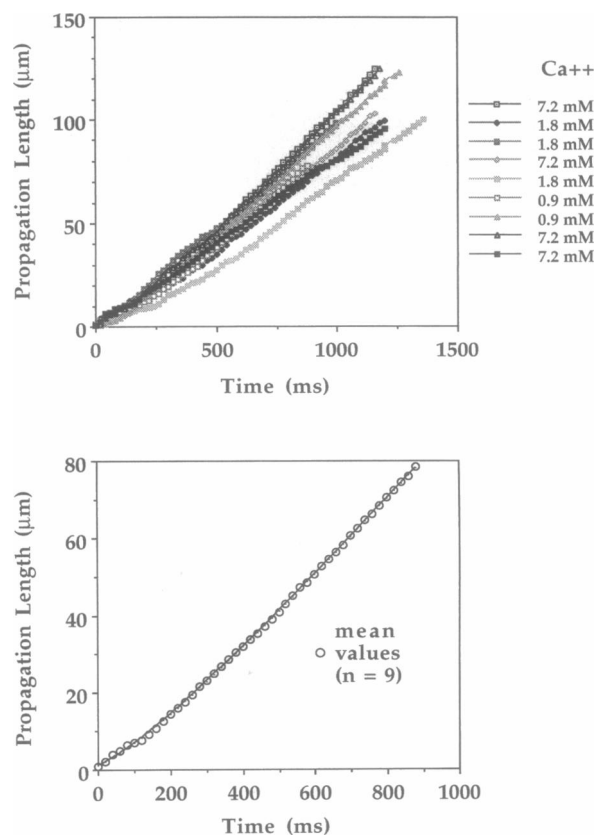 150
100
50
0
Propagation Length (μm)
0
500
1000
1500
Time (ms)
Ca++
7.2 mM
1.8 mM
1.8 mM
7.2 mM
1.8 mM
0.9 mM
0.9 mM
7.2 mM
7.2 mM
80
60
40
20
0
Propagation Length (μm)
mean
values
(n = 9)
0
200
400
600
800
1000
Time (ms)